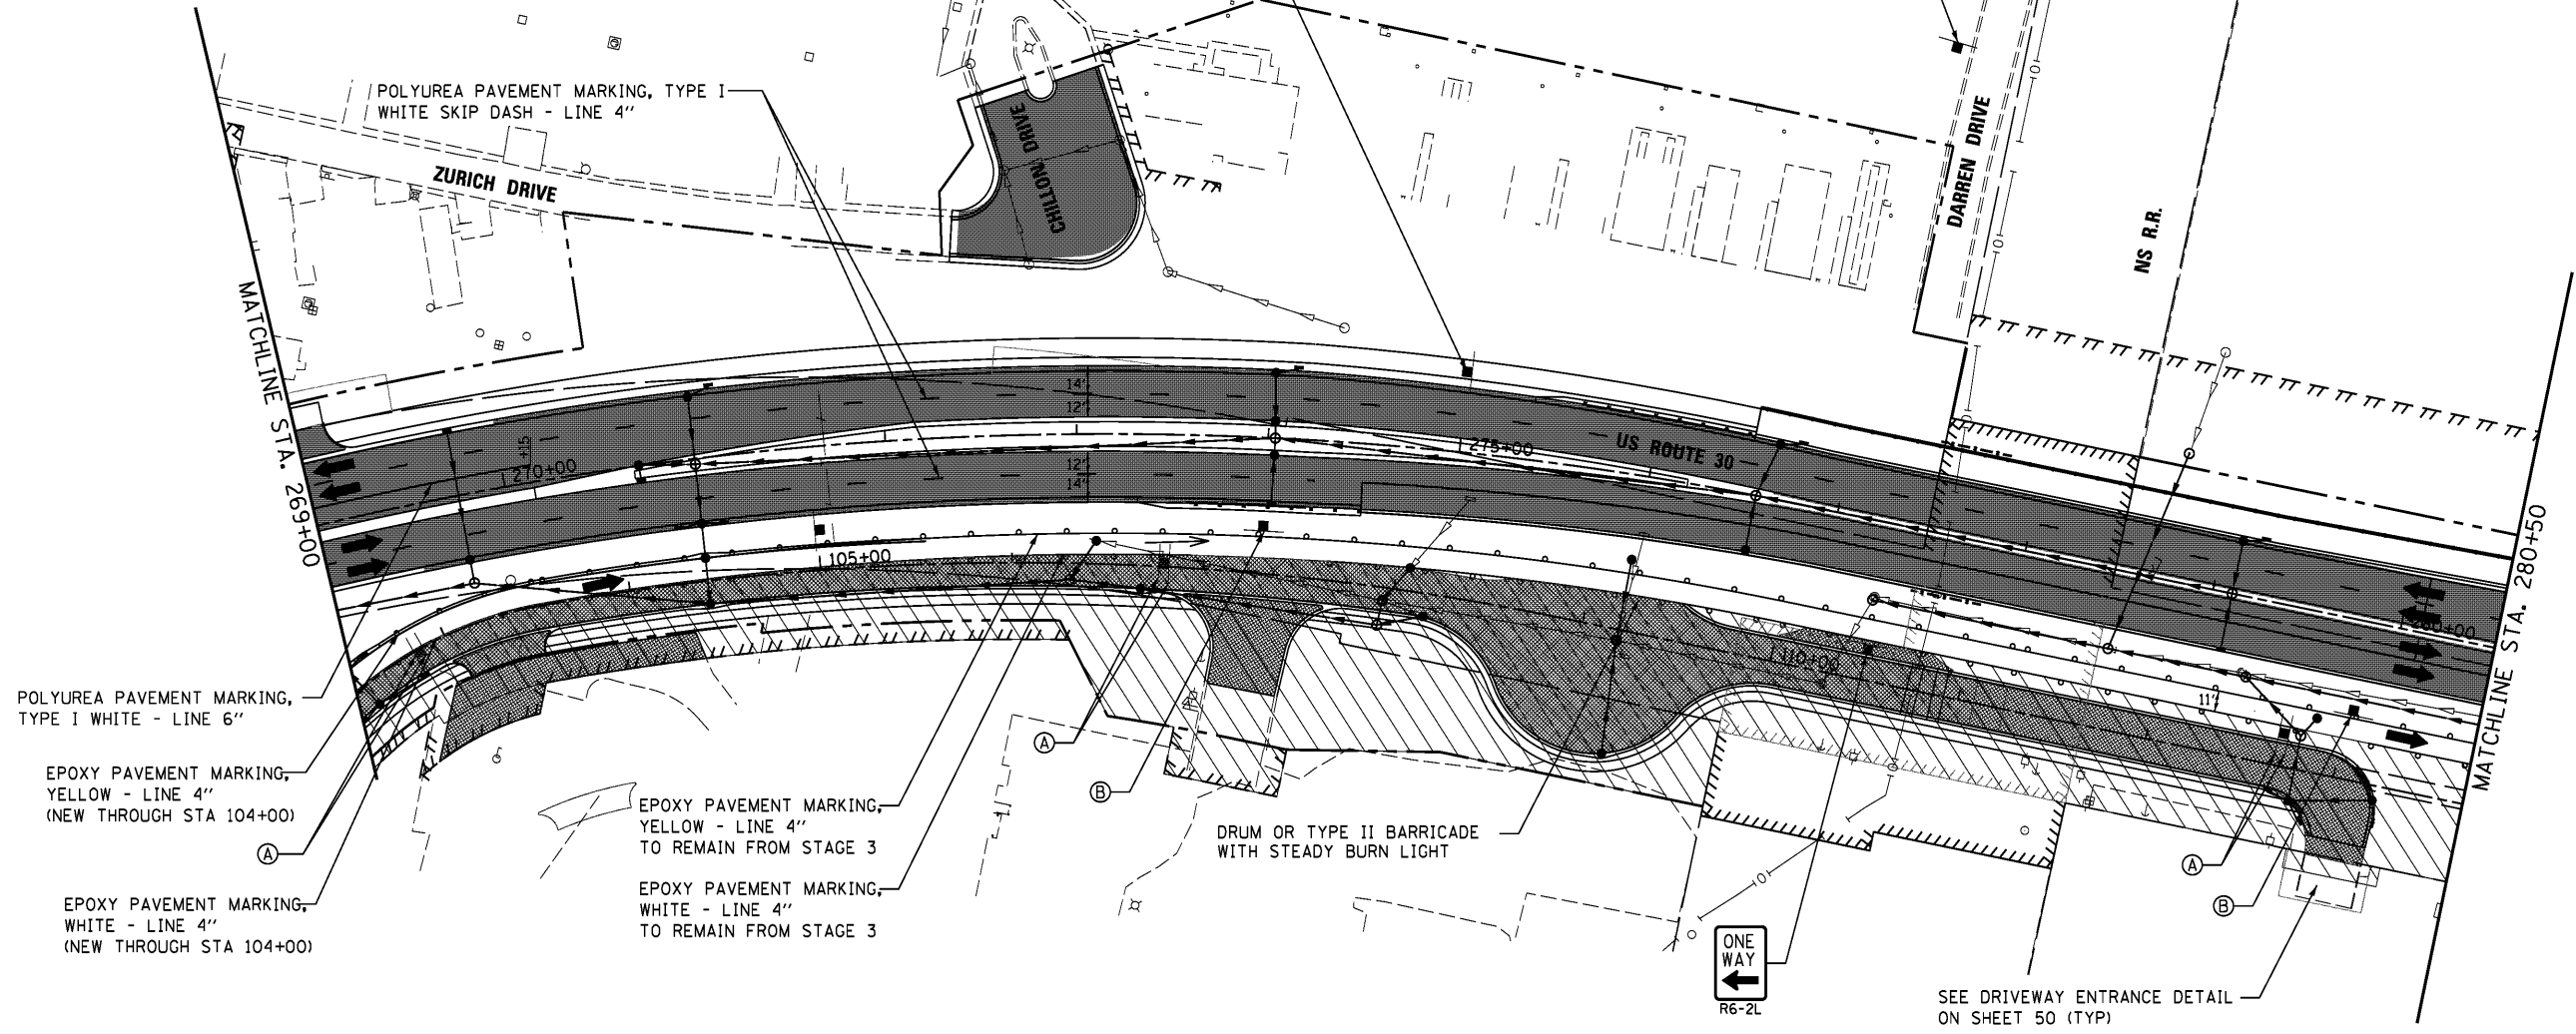 POLYUREA PAVEMENT MARKING, TYPE I
WHITE SKIP DASH - LINE 4"
ZURICH DRIVE
CHILLON DRIVE
DARREN DRIVE
NS R.R.
MATCHLINE STA. 269+00
14'
12'
+15
270+00
12'
14'
275+00
US ROUTE 30
105+00
110+00
280+00
11'
MATCHLINE STA. 280+50
POLYUREA PAVEMENT MARKING,
TYPE I WHITE - LINE 6"
EPOXY PAVEMENT MARKING,
YELLOW - LINE 4"
(NEW THROUGH STA 104+00)
A
EPOXY PAVEMENT MARKING,
WHITE - LINE 4"
(NEW THROUGH STA 104+00)
EPOXY PAVEMENT MARKING,
YELLOW - LINE 4"
TO REMAIN FROM STAGE 3
EPOXY PAVEMENT MARKING,
WHITE - LINE 4"
TO REMAIN FROM STAGE 3
A
B
DRUM OR TYPE II BARRICADE
WITH STEADY BURN LIGHT
ONE
WAY
R6-2L
A
B
SEE DRIVEWAY ENTRANCE DETAIL
ON SHEET 50 (TYP)